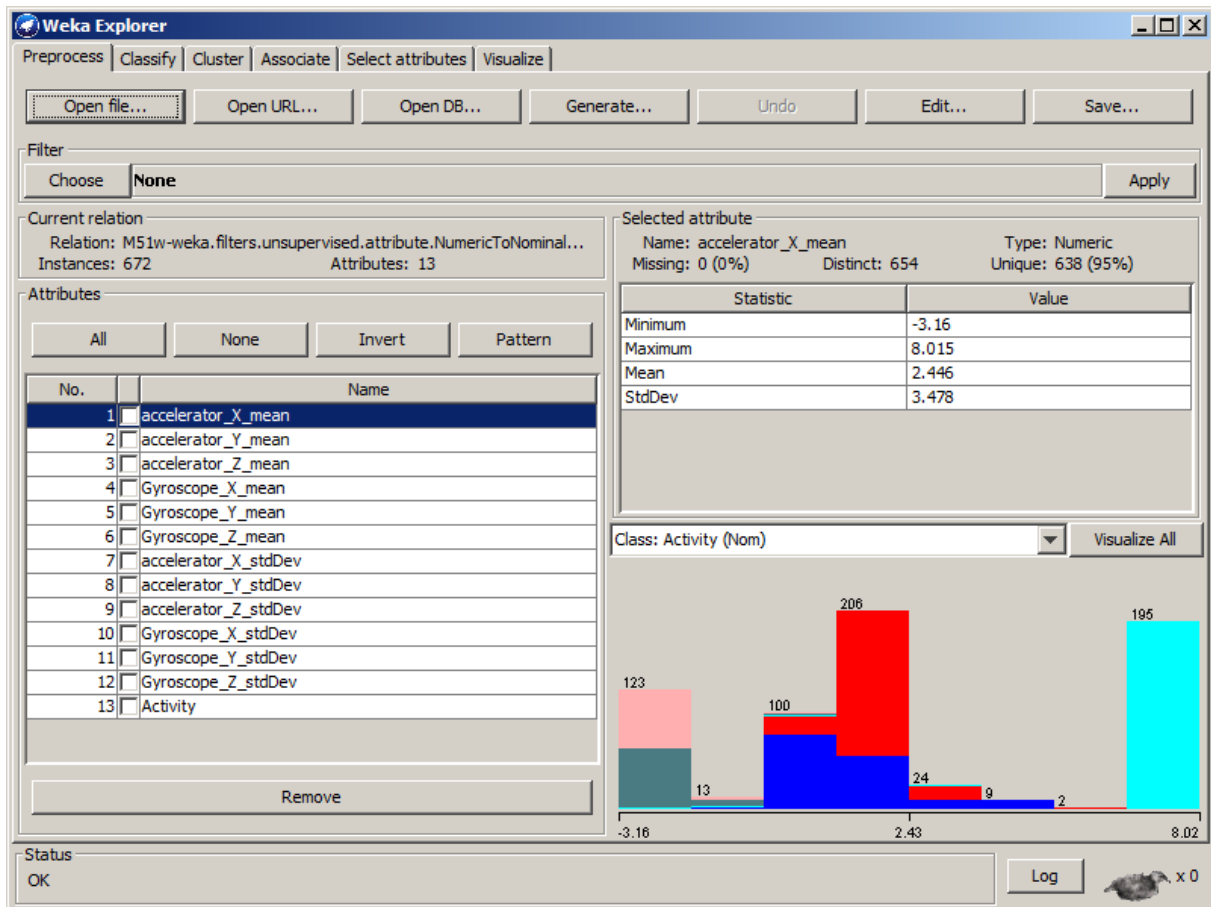 Weka Explorer
Preprocess Classify Cluster Associate Select attributes Visualize
Open file... Open URL... Open DB... Generate... Undo Edit... Save...
Filter
Choose None Apply
Current relation
Relation: M51w-weka.filters.unsupervised.attribute.NumericToNominal...
Instances: 672 Attributes: 13
Attributes
All None Invert Pattern
No. Name
1 accelerator_X_mean
2 accelerator_Y_mean
3 accelerator_Z_mean
4 Gyroscope_X_mean
5 Gyroscope_Y_mean
6 Gyroscope_Z_mean
7 accelerator_X_stdDev
8 accelerator_Y_stdDev
9 accelerator_Z_stdDev
10 Gyroscope_X_stdDev
11 Gyroscope_Y_stdDev
12 Gyroscope_Z_stdDev
13 Activity
Remove
Selected attribute
Name: accelerator_X_mean Type: Numeric
Missing: 0 (0%) Distinct: 654 Unique: 638 (95%)
Statistic Value
Minimum -3.16
Maximum 8.015
Mean 2.446
StdDev 3.478
Class: Activity (Nom) Visualize All
123 13 100 206 24 9 2 195
-3.16 2.43 8.02
Status
OK
Log x 0